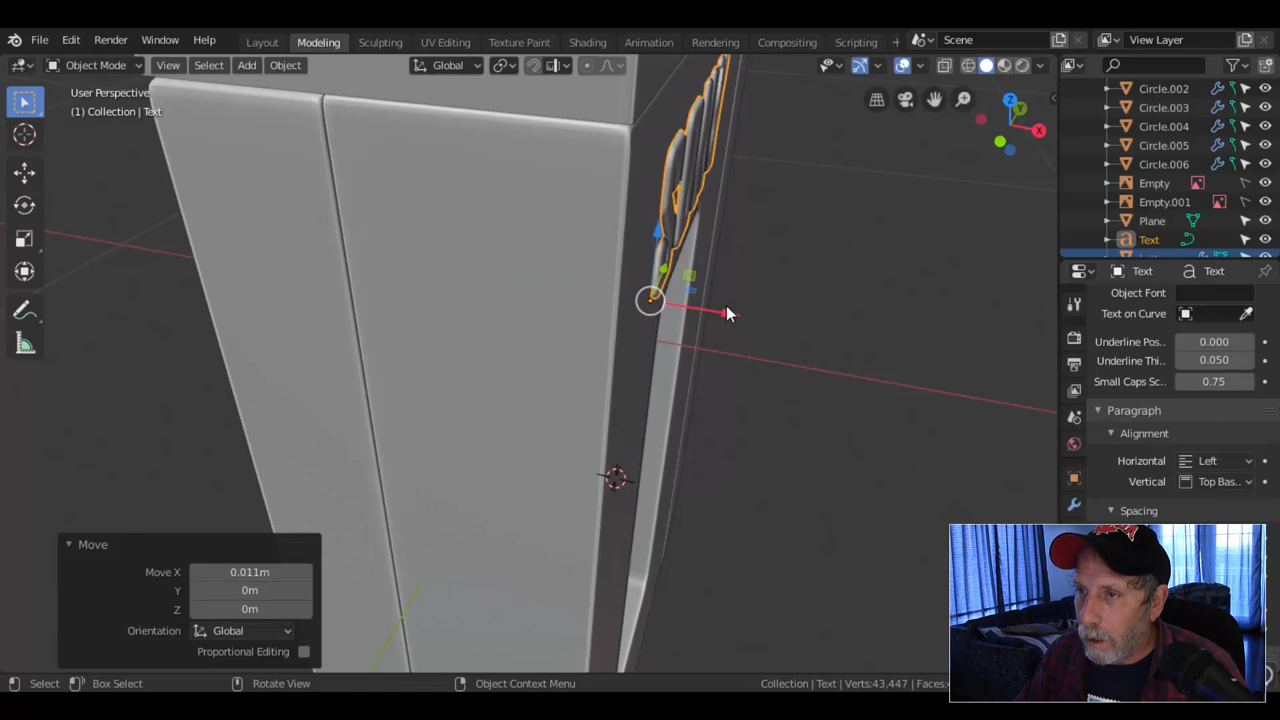 File Edit Render Window Help Layout Modeling Sculpting UV Editing Texture Paint Shading Animation Rendering Compositing Scripting + Scene View Layer
Object Mode View Select Add Object Global
User Perspective
(1) Collection | Text
X
Y
Z
Circle.002
Circle.003
Circle.004
Circle.005
Circle.006
Empty
Empty.001
Plane
Text
Text Text
Object Font
Text on Curve
Underline Pos.. 0.000
Underline Thi.. 0.050
Small Caps Sc.. 0.75
Paragraph
Alignment
Horizontal Left
Vertical Top Bas..
Spacing
Move
Move X 0.011m
Y 0m
Z 0m
Orientation Global
Proportional Editing
Select Box Select Rotate View Object Context Menu Collection | Text | Verts:43,447 | Faces: